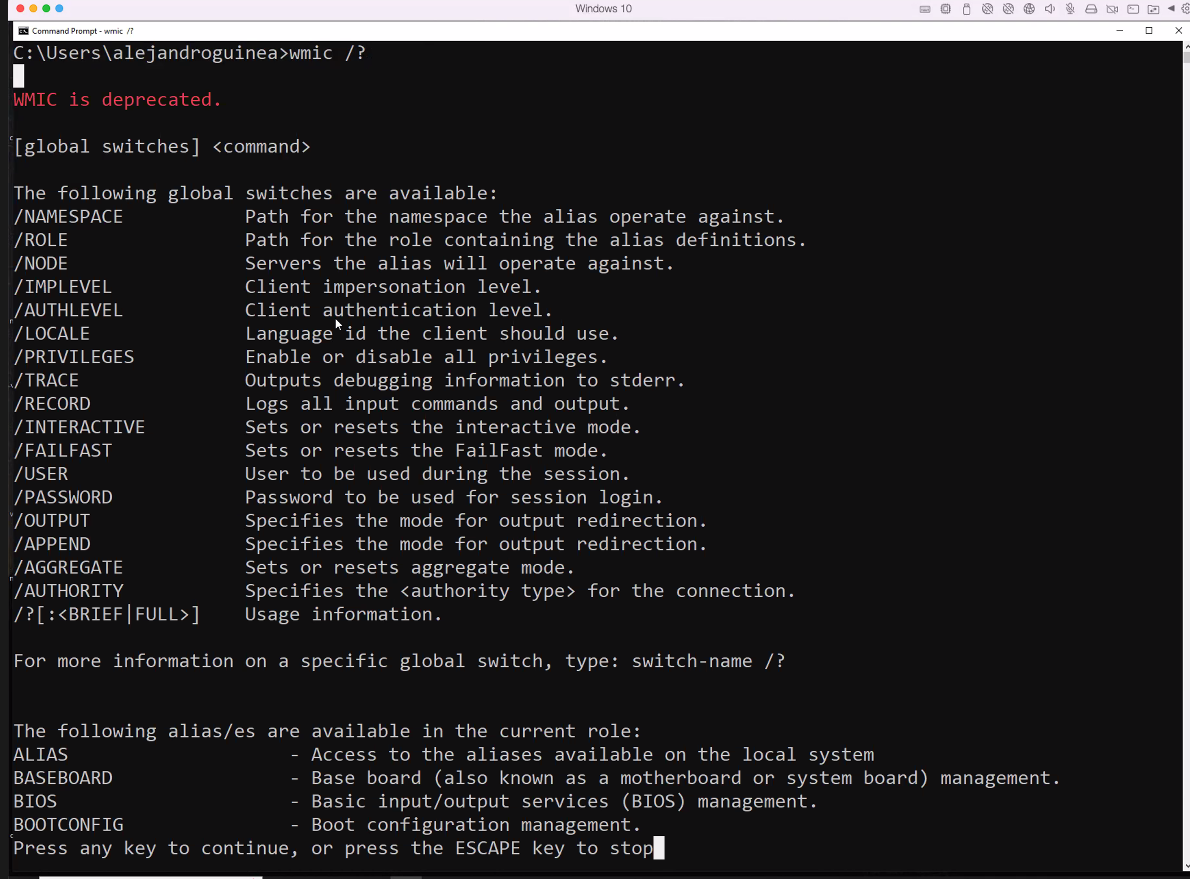 Windows 10
Command Prompt - wmic /?
C:\Users\alejandroguinea>wmic /?
WMIC is deprecated.
[global switches] <command>
The following global switches are available:
/NAMESPACE Path for the namespace the alias operate against.
/ROLE Path for the role containing the alias definitions.
/NODE Servers the alias will operate against.
/IMPLEVEL Client impersonation level.
/AUTHLEVEL Client authentication level.
/LOCALE Language id the client should use.
/PRIVILEGES Enable or disable all privileges.
/TRACE Outputs debugging information to stderr.
/RECORD Logs all input commands and output.
/INTERACTIVE Sets or resets the interactive mode.
/FAILFAST Sets or resets the FailFast mode.
/USER User to be used during the session.
/PASSWORD Password to be used for session login.
/OUTPUT Specifies the mode for output redirection.
/APPEND Specifies the mode for output redirection.
/AGGREGATE Sets or resets aggregate mode.
/AUTHORITY Specifies the <authority type> for the connection.
/?[:<BRIEF|FULL>] Usage information.
For more information on a specific global switch, type: switch-name /?
The following alias/es are available in the current role:
ALIAS - Access to the aliases available on the local system
BASEBOARD - Base board (also known as a motherboard or system board) management.
BIOS - Basic input/output services (BIOS) management.
BOOTCONFIG - Boot configuration management.
Press any key to continue, or press the ESCAPE key to stop